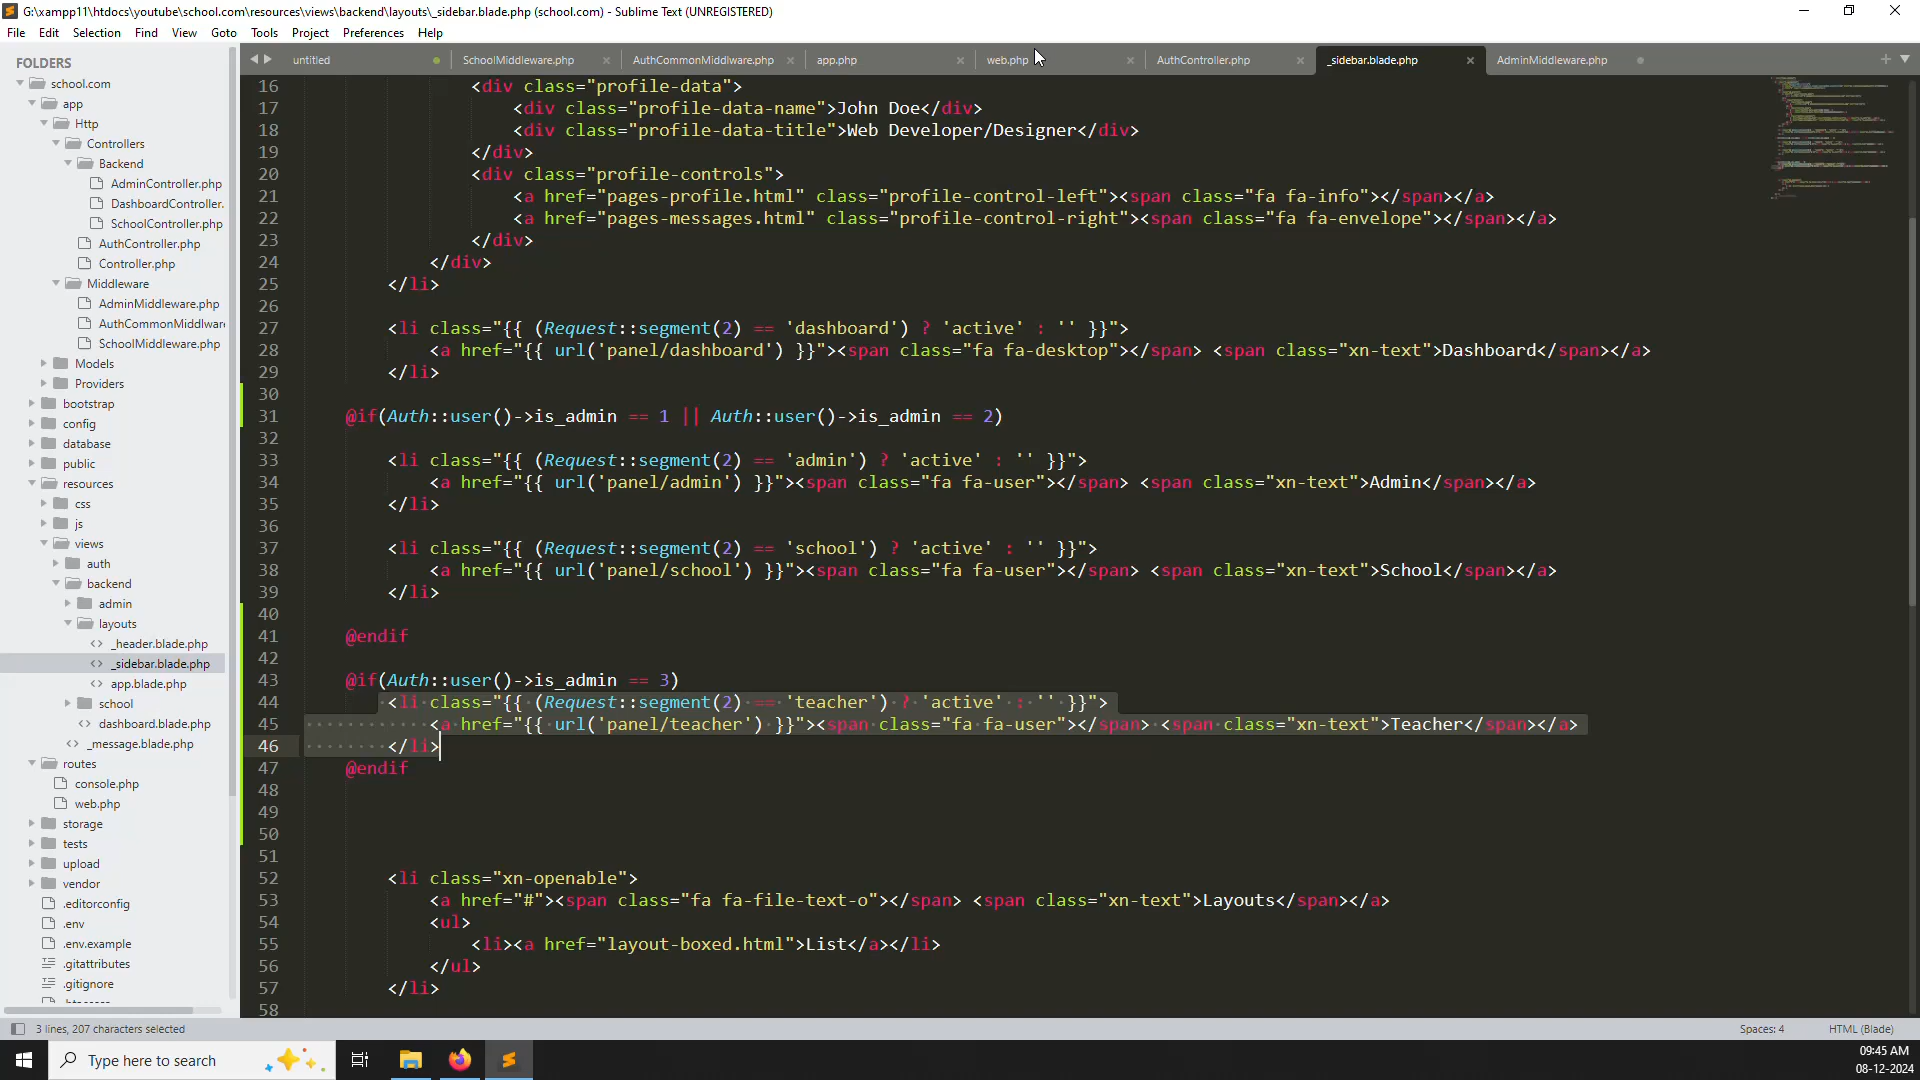 G:\xampp11\htdocs\youtube\school.com\resources\views\backend\layouts\_sidebar.blade.php (school.com) - Sublime Text (UNREGISTERED)
File Edit Selection Find View Goto Tools Project Preferences Help
FOLDERS
school.com
app
Http
Controllers
Backend
AdminController.php
DashboardController.
SchoolController.php
AuthController.php
Controller.php
Middleware
AdminMiddleware.php
AuthCommonMiddlware
SchoolMiddleware.php
Models
Providers
bootstrap
config
database
public
resources
css
js
views
auth
backend
admin
layouts
_header.blade.php
_sidebar.blade.php
app.blade.php
school
dashboard.blade.php
_message.blade.php
routes
console.php
web.php
storage
tests
upload
vendor
.editorconfig
.env
.env.example
.gitattributes
.gitignore
untitled SchoolMiddleware.php AuthCommonMiddlware.php app.php web.php AuthController.php _sidebar.blade.php AdminMiddleware.php
16 <div class="profile-data">
17 <div class="profile-data-name">John Doe</div>
18 <div class="profile-data-title">Web Developer/Designer</div>
19 </div>
20 <div class="profile-controls">
21 <a href="pages-profile.html" class="profile-control-left"><span class="fa fa-info"></span></a>
22 <a href="pages-messages.html" class="profile-control-right"><span class="fa fa-envelope"></span></a>
23 </div>
24 </div>
25 </li>
26
27 <li class="{{ (Request::segment(2) == 'dashboard') ? 'active' : '' }}">
28 <a href="{{ url('panel/dashboard') }}"><span class="fa fa-desktop"></span> <span class="xn-text">Dashboard</span></a>
29 </li>
30
31 @if(Auth::user()->is_admin == 1 || Auth::user()->is_admin == 2)
32
33 <li class="{{ (Request::segment(2) == 'admin') ? 'active' : '' }}">
34 <a href="{{ url('panel/admin') }}"><span class="fa fa-user"></span> <span class="xn-text">Admin</span></a>
35 </li>
36
37 <li class="{{ (Request::segment(2) == 'school') ? 'active' : '' }}">
38 <a href="{{ url('panel/school') }}"><span class="fa fa-user"></span> <span class="xn-text">School</span></a>
39 </li>
40
41 @endif
42
43 @if(Auth::user()->is_admin == 3)
44 <li class="{{ (Request::segment(2) == 'teacher') ? 'active' : '' }}">
45 <a href="{{ url('panel/teacher') }}"><span class="fa fa-user"></span> <span class="xn-text">Teacher</span></a>
46 </li>
47 @endif
48
49
50
51
52 <li class="xn-openable">
53 <a href="#"><span class="fa fa-file-text-o"></span> <span class="xn-text">Layouts</span></a>
54 <ul>
55 <li><a href="layout-boxed.html">List</a></li>
56 </ul>
57 </li>
58
3 lines, 207 characters selected
Spaces: 4
HTML (Blade)
Type here to search
09:45 AM
08-12-2024